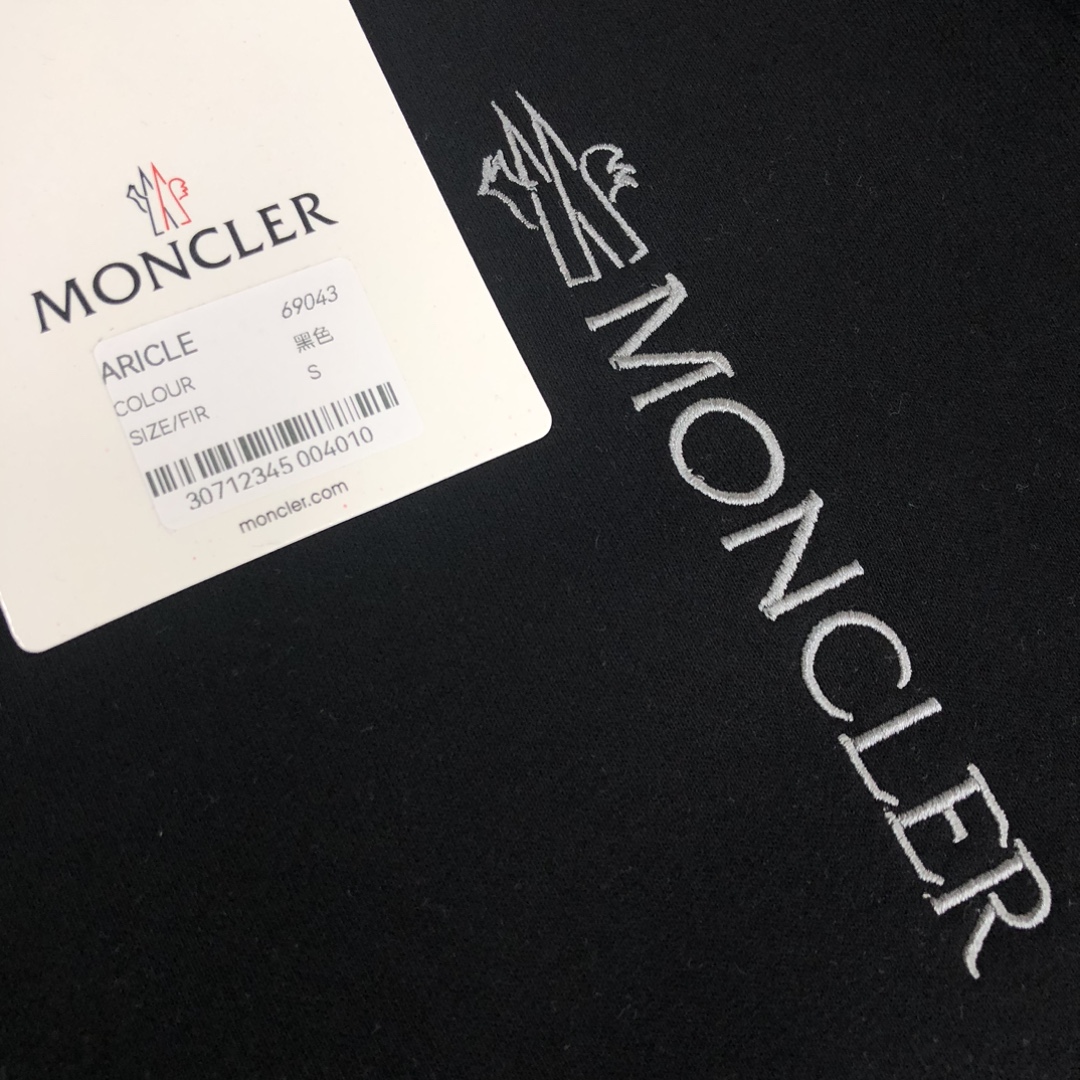 MONCLER
ARICLE 69043
COLOUR 黑色
SIZE/FIR S
30712345 004010
moncler.com
MONCLER